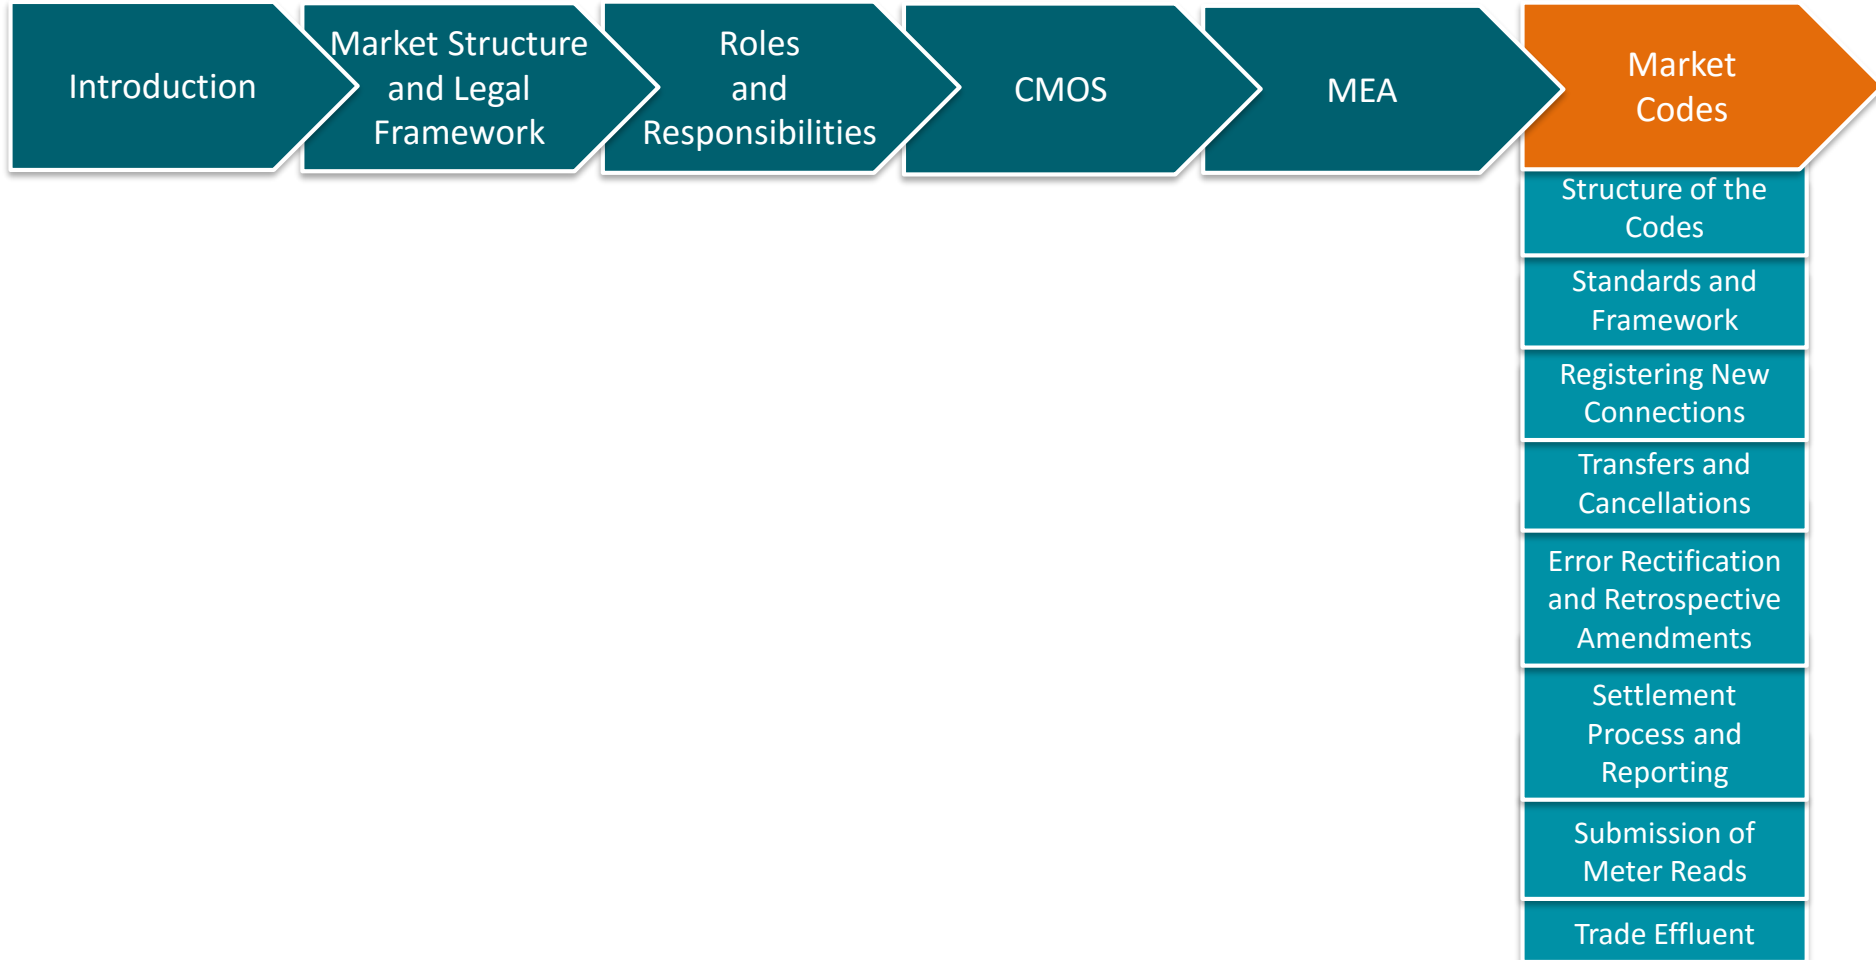 Introduction
Market Structure
and Legal
Framework
Roles
and
Responsibilities
CMOS
MEA
Market
Codes
Structure of the
Codes
Standards and
Framework
Registering New
Connections
Transfers and
Cancellations
Error Rectification
and Retrospective
Amendments
Settlement
Process and
Reporting
Submission of
Meter Reads
Trade Effluent